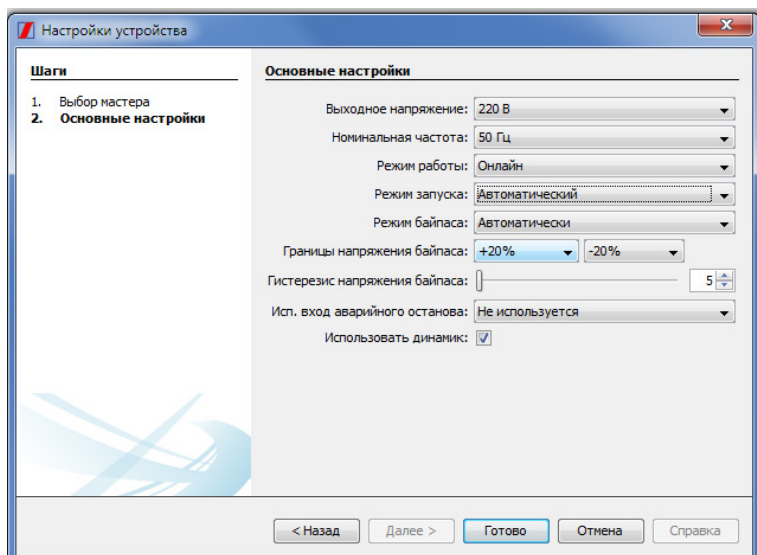 Настройки устройства
Шаги
1. Выбор мастера
2. Основные настройки
Основные настройки
Выходное напряжение: 220 В
Номинальная частота: 50 Гц
Режим работы: Онлайн
Режим запуска: Автоматический
Режим байпаса: Автоматически
Границы напряжения байпаса: +20% -20%
Гистерезис напряжения байпаса: 5
Исп. вход аварийного останова: Не используется
Использовать динамик:
< Назад Далее > Готово Отмена Справка